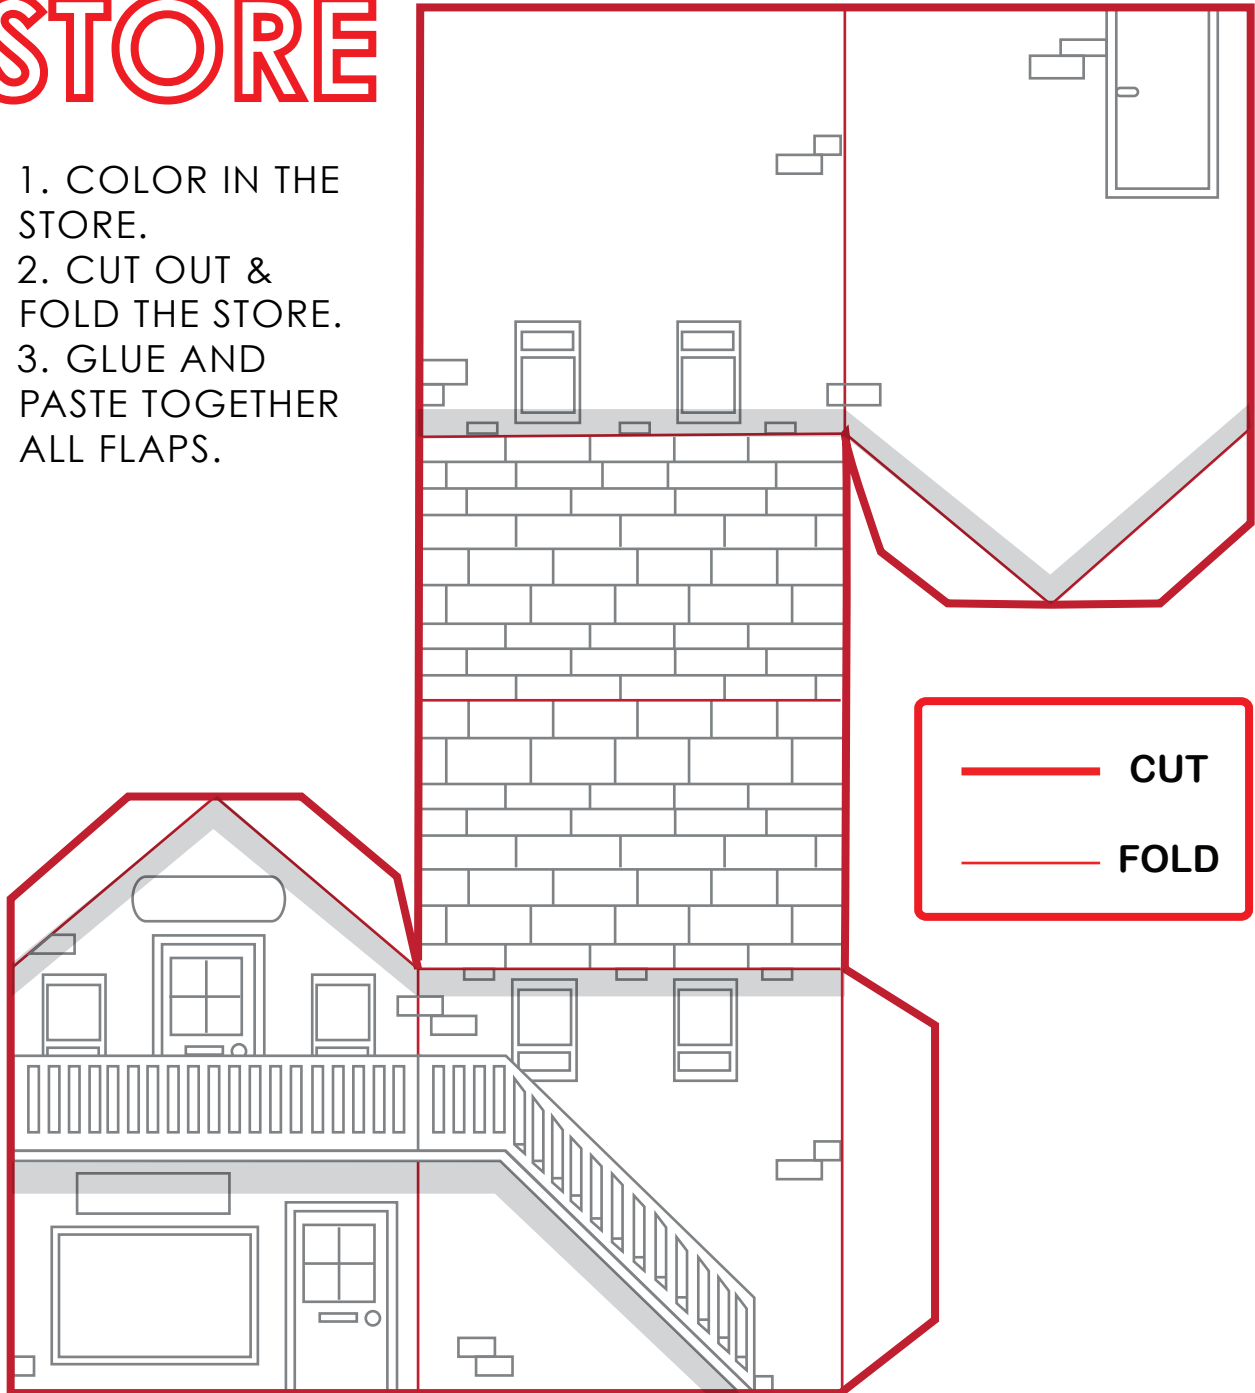 STORE
1. COLOR IN THE
STORE.
2. CUT OUT &
FOLD THE STORE.
3. GLUE AND
PASTE TOGETHER
ALL FLAPS.
CUT
FOLD